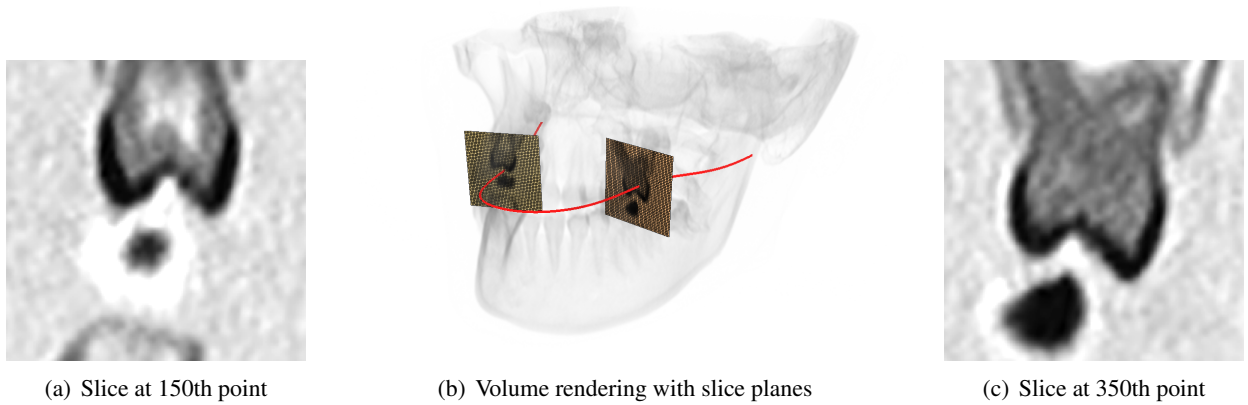 (a) Slice at 150th point
(b) Volume rendering with slice planes
(c) Slice at 350th point